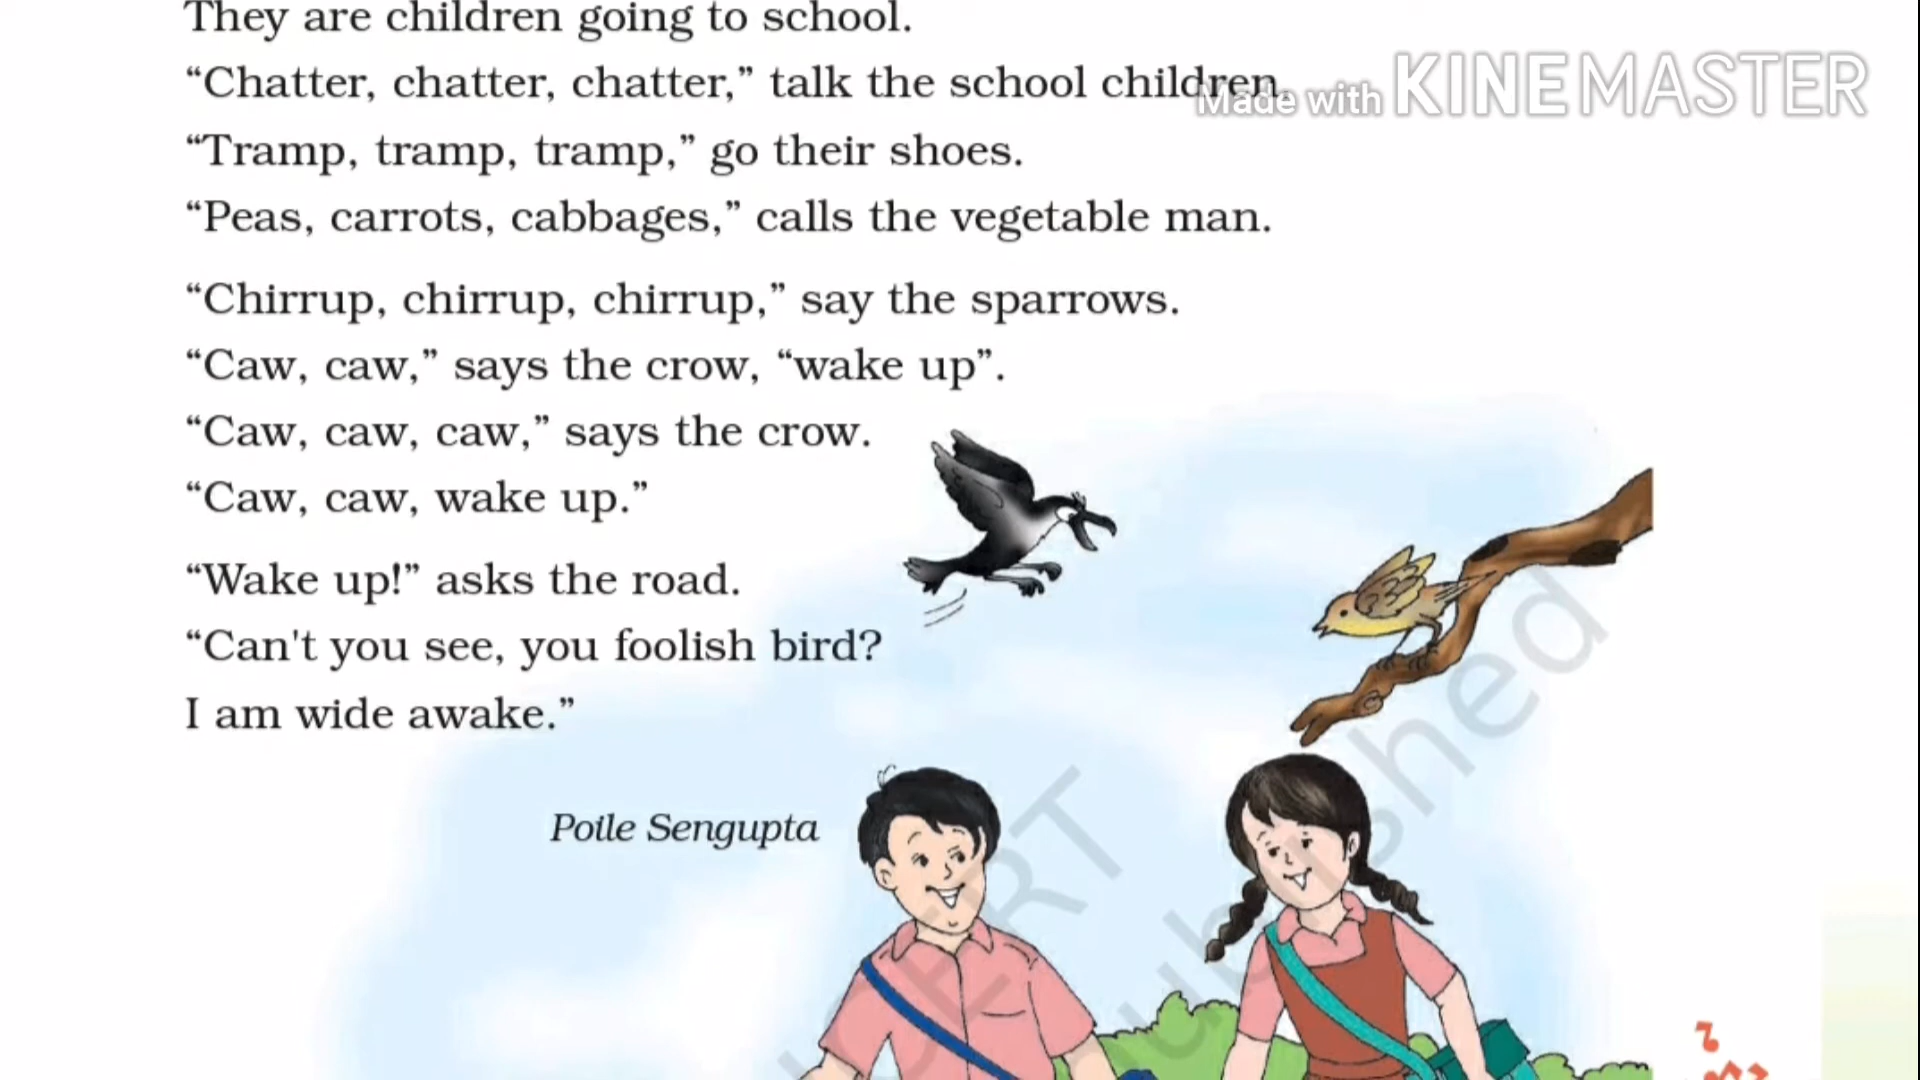 They are children going to school.
“Chatter, chatter, chatter,” talk the school children.
Made with KINEMASTER
“Tramp, tramp, tramp,” go their shoes.
“Peas, carrots, cabbages,” calls the vegetable man.
“Chirrup, chirrup, chirrup,” say the sparrows.
“Caw, caw,” says the crow, “wake up”.
“Caw, caw, caw,” says the crow.
“Caw, caw, wake up.”
“Wake up!” asks the road.
“Can't you see, you foolish bird?
I am wide awake.”
Poile Sengupta